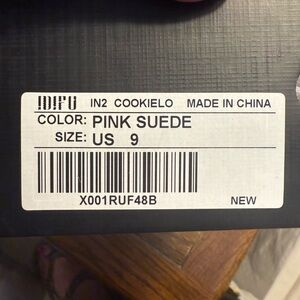 IDIFU IN2 COOKIELO MADE IN CHINA
COLOR: PINK SUEDE
SIZE: US 9
X001RUF48B
NEW